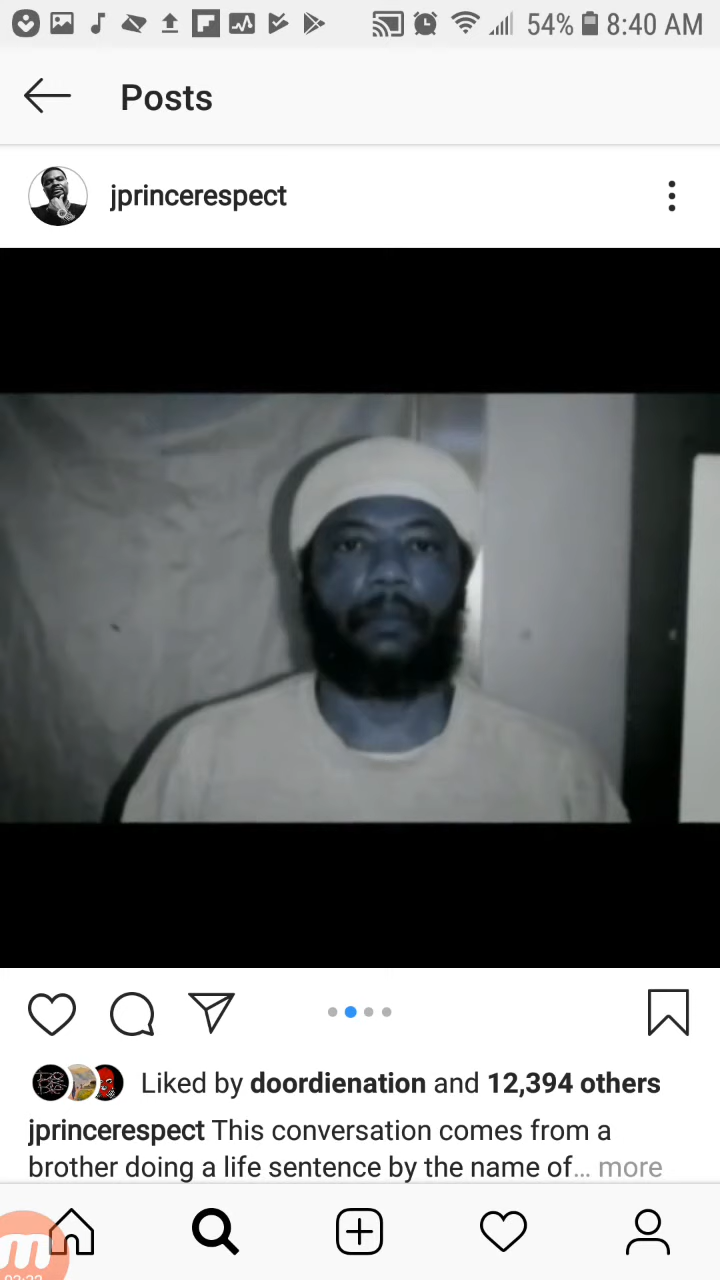 54% 8:40 AM
Posts
jprincerespect
Liked by doordienation and 12,394 others
jprincerespect This conversation comes from a
brother doing a life sentence by the name of... more